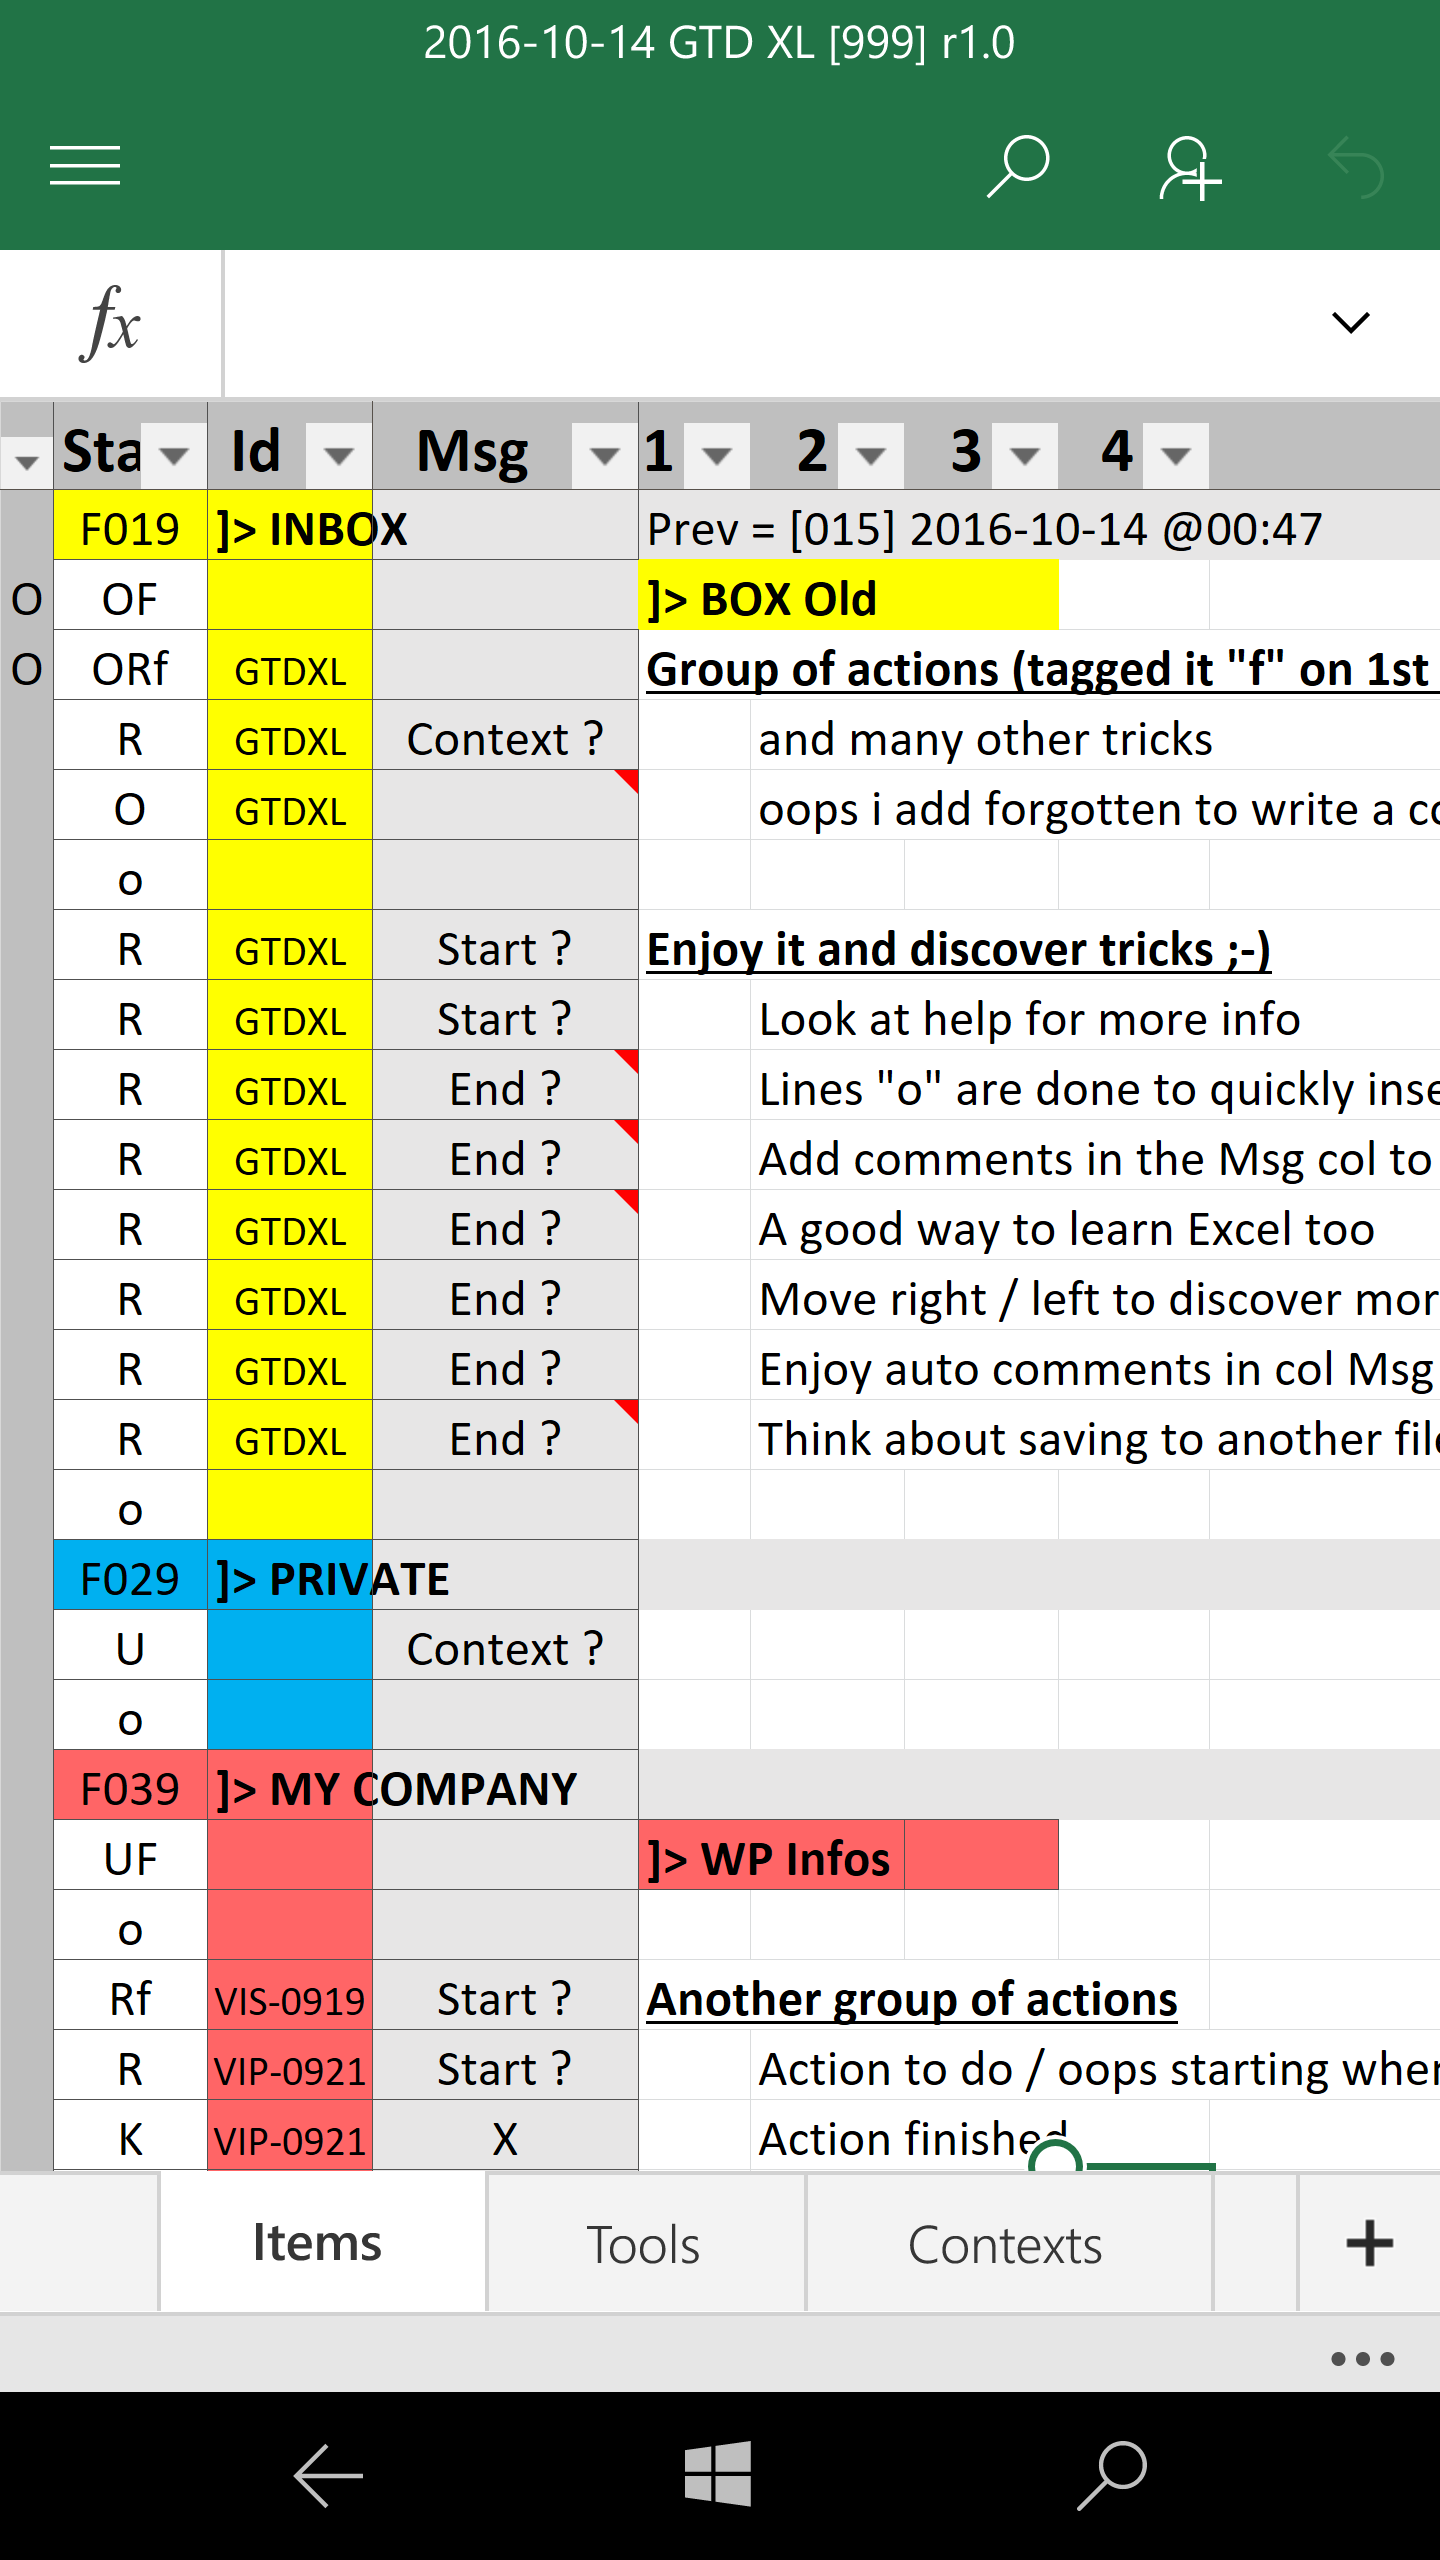 2016-10-14 GTD XL [999] r1.0
fx
Sta Id Msg 1 2 3 4
F019 ]> INBOX Prev = [015] 2016-10-14 @00:47
O OF ]> BOX Old
O ORf GTDXL Group of actions (tagged it "f" on 1st
R GTDXL Context ? and many other tricks
O GTDXL oops i add forgotten to write a co
o
R GTDXL Start ? Enjoy it and discover tricks ;-)
R GTDXL Start ? Look at help for more info
R GTDXL End ? Lines "o" are done to quickly inse
R GTDXL End ? Add comments in the Msg col to
R GTDXL End ? A good way to learn Excel too
R GTDXL End ? Move right / left to discover mor
R GTDXL End ? Enjoy auto comments in col Msg
R GTDXL End ? Think about saving to another file
o
F029 ]> PRIVATE
U Context ?
o
F039 ]> MY COMPANY
UF ]> WP Infos
o
Rf VIS-0919 Start ? Another group of actions
R VIP-0921 Start ? Action to do / oops starting wher
K VIP-0921 X Action finished
Items Tools Contexts